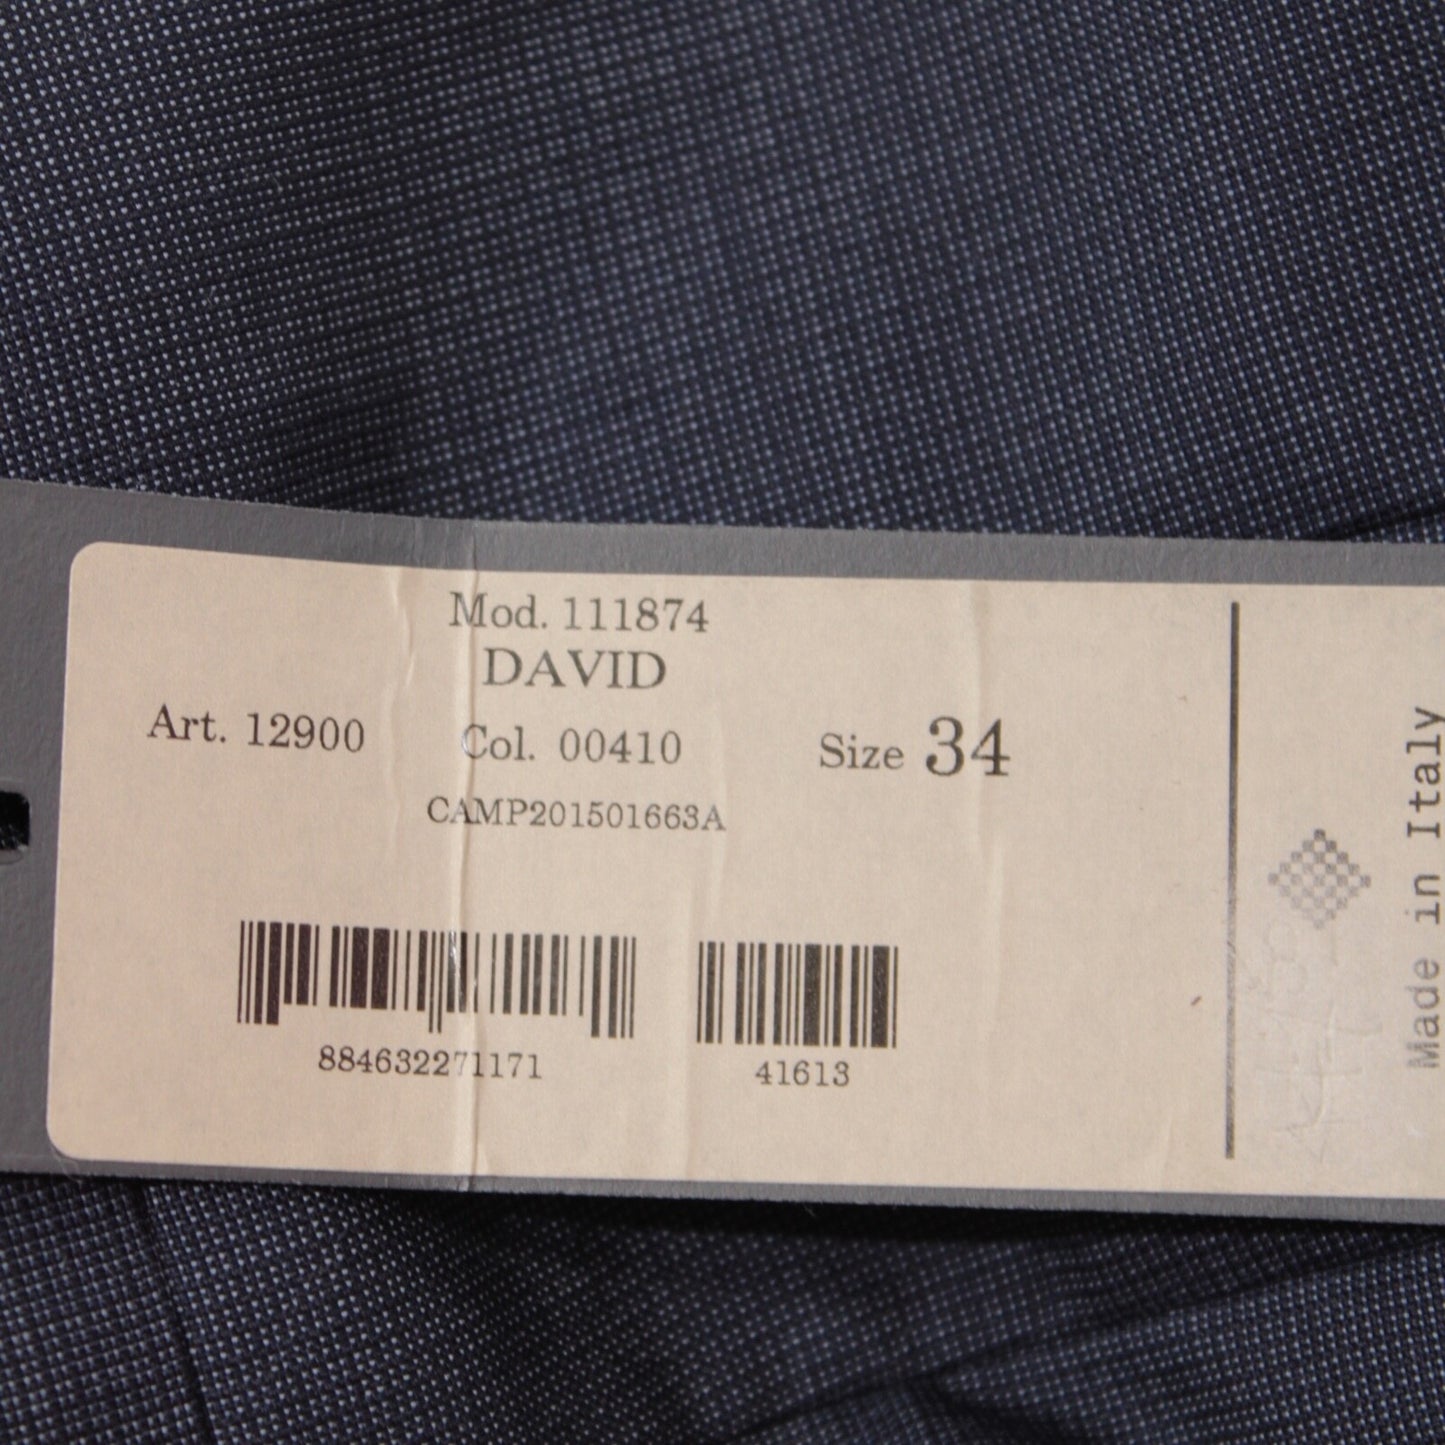 Mod. 111874
DAVID
Art. 12900 Col. 00410 Size 34
CAMP201501663A
884632271171 41613
Made in Italy